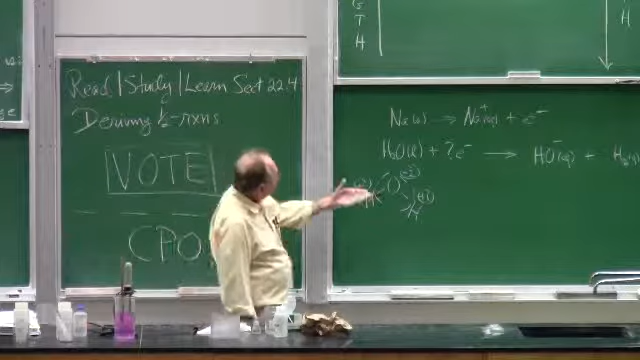 Read | Study | Learn Sect 22.4
Deriving ½-rxns
VOTE
CPO
T
H
H
Na(s) → Na⁺(aq) + e⁻
H₂O(ℓ) + ?e⁻ → HO⁻(aq) + H₂(g)